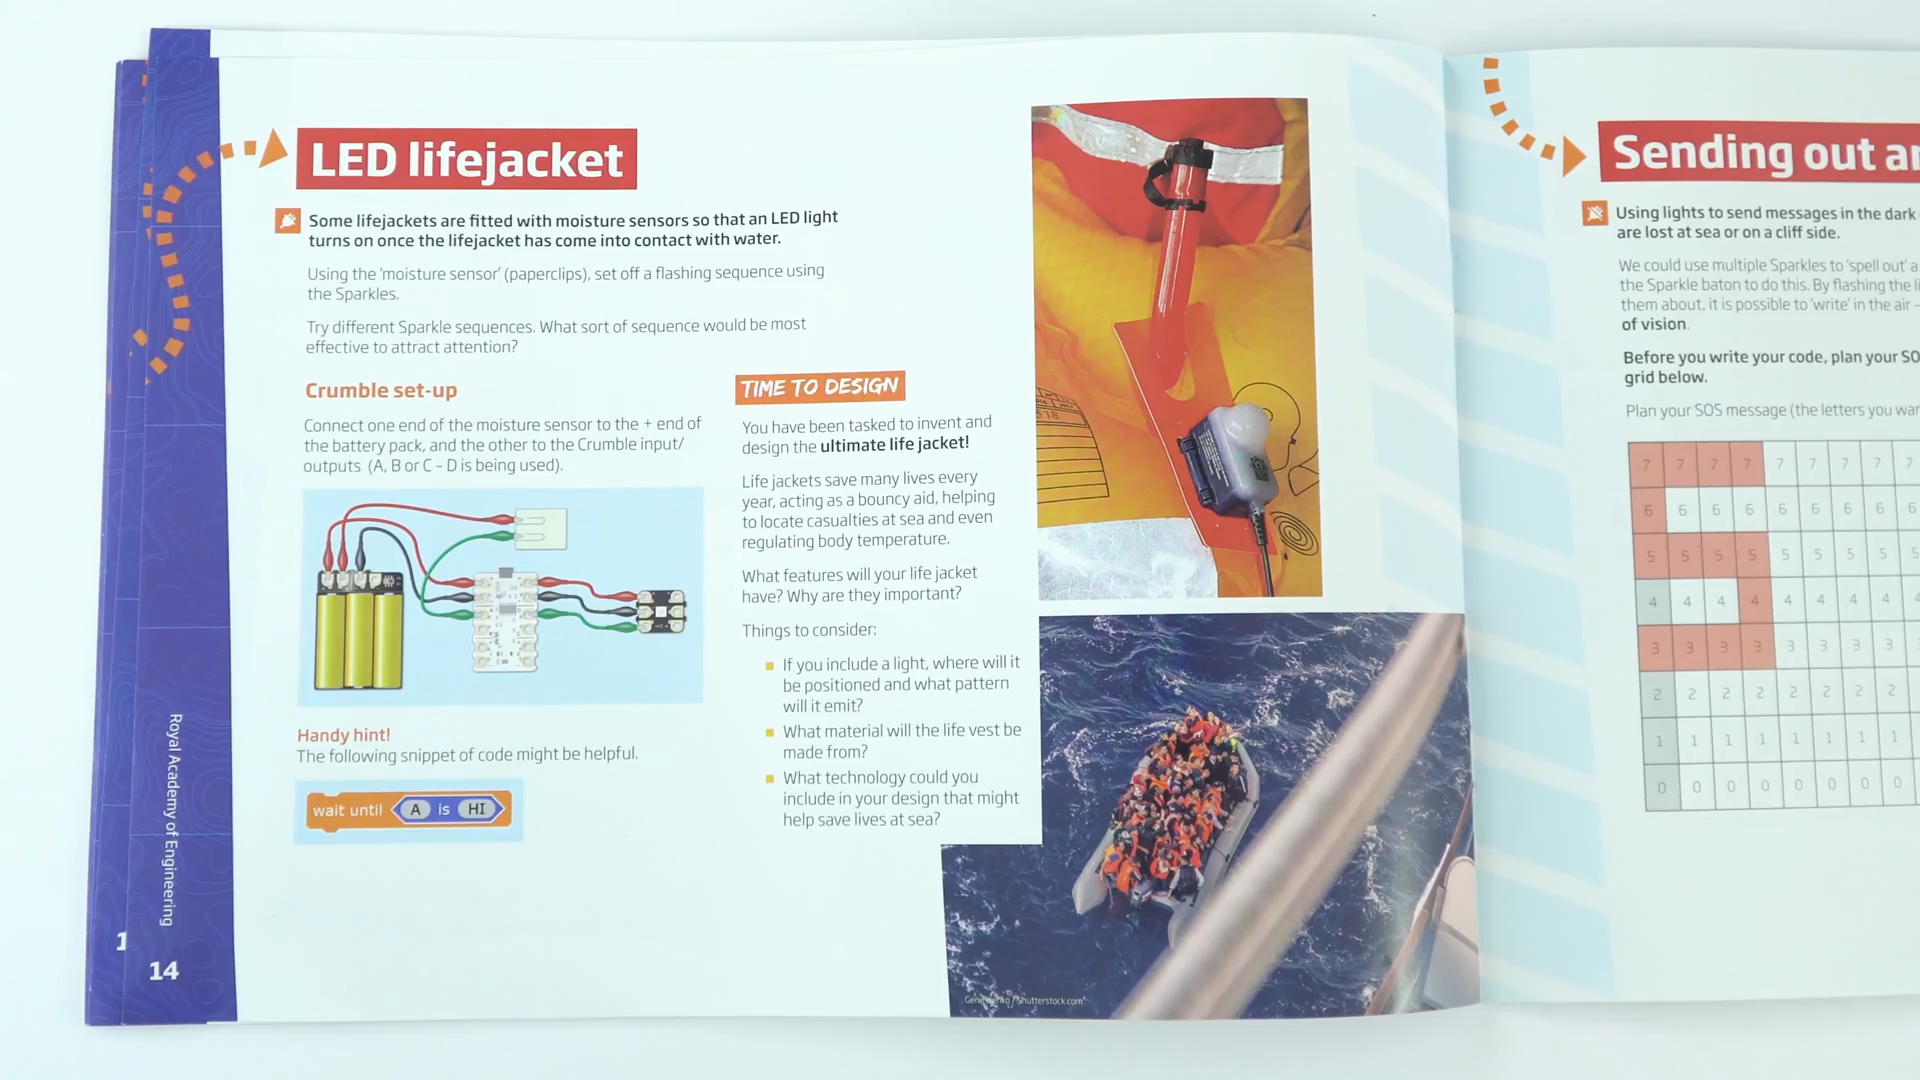 LED lifejacket
Some lifejackets are fitted with moisture sensors so that an LED light
turns on once the lifejacket has come into contact with water.
Using the 'moisture sensor' (paperclips), set off a flashing sequence using
the Sparkles.
Try different Sparkle sequences. What sort of sequence would be most
effective to attract attention?
Crumble set-up
Connect one end of the moisture sensor to the + end of
the battery pack, and the other to the Crumble input/
outputs (A, B or C – D is being used).
Handy hint!
The following snippet of code might be helpful.
wait until A is HI
TIME TO DESIGN
You have been tasked to invent and
design the ultimate life jacket!
Life jackets save many lives every
year, acting as a bouncy aid, helping
to locate casualties at sea and even
regulating body temperature.
What features will your life jacket
have? Why are they important?
Things to consider:
If you include a light, where will it
be positioned and what pattern
will it emit?
What material will the life vest be
made from?
What technology could you
include in your design that might
help save lives at sea?
Royal Academy of Engineering
14
1
Sending out
Using lights to send messages in the dark
are lost at sea or on a cliff side.
We could use multiple Sparkles to 'spell out' a
the Sparkle baton to do this. By flashing the
them about, it is possible to 'write' in the air –
of vision.
Before you write your code, plan your SO
grid below.
Plan your SOS message (the letters you
7 7 7 7 7 7 7 7 7
6 6 6 6 6 6 6 6 6
5 5 5 5 5 5 5 5 5
4 4 4 4 4 4 4 4 4
3 3 3 3 3 3 3 3
2 2 2 2 2 2 2 2
1 1 1 1 1 1 1 1
0 0 0 0 0 0 0 0